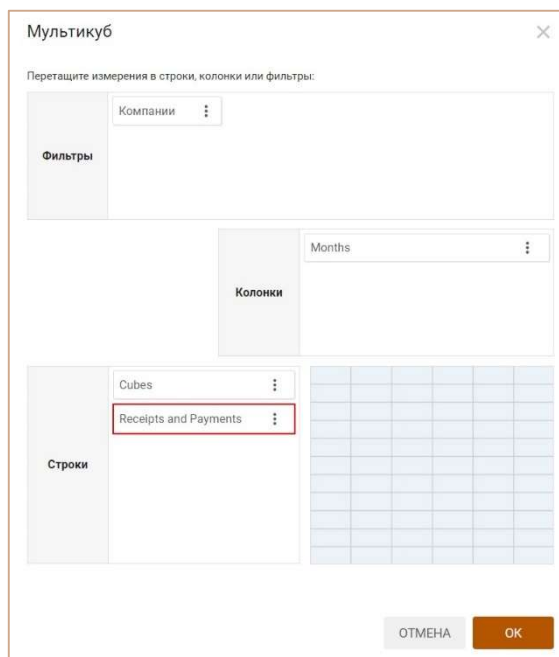 Мультикуб
Перетащите измерения в строки, колонки или фильтры:
Фильтры
Компании
Колонки
Months
Строки
Cubes
Receipts and Payments
ОТМЕНА
OK